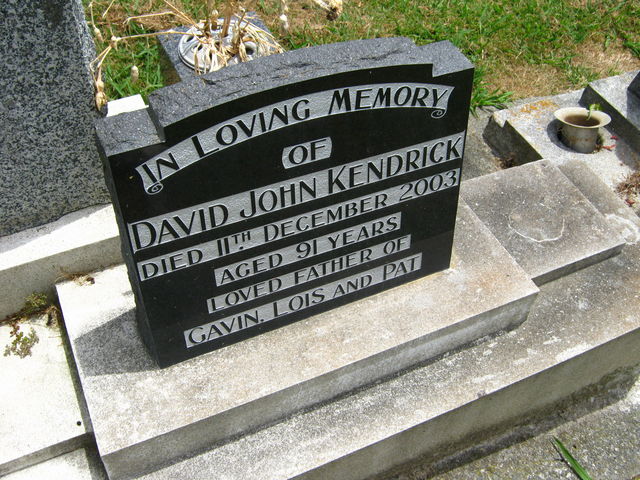 IN LOVING MEMORY
OF
DAVID JOHN KENDRICK
DIED 11TH DECEMBER 2003
AGED 91 YEARS
LOVED FATHER OF
GAVIN. LOIS AND PAT